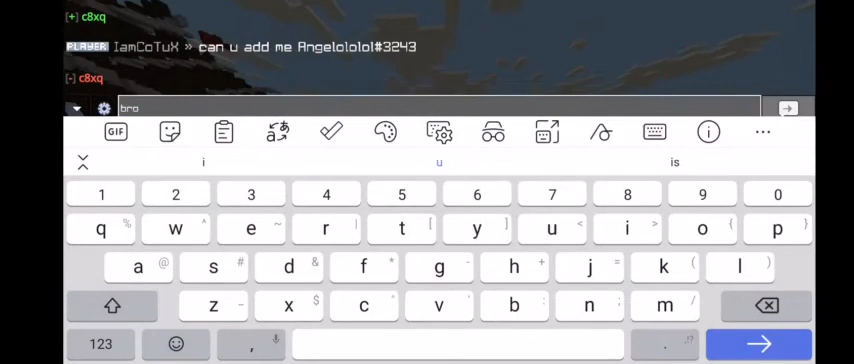 [+] c8xq
PLAYER IamCoTuX » can u add me Angelololol#3243
[-] c8xq
bro
GIF
i u is
1 2 3 4 5 6 7 8 9 0
q % w ^ e ~ r | t [ y ] u < i > o { p }
a @ s # d & f * g - h + j = k ( l )
z _ x $ c " v ' b : n ; m /
123 , . ,!?